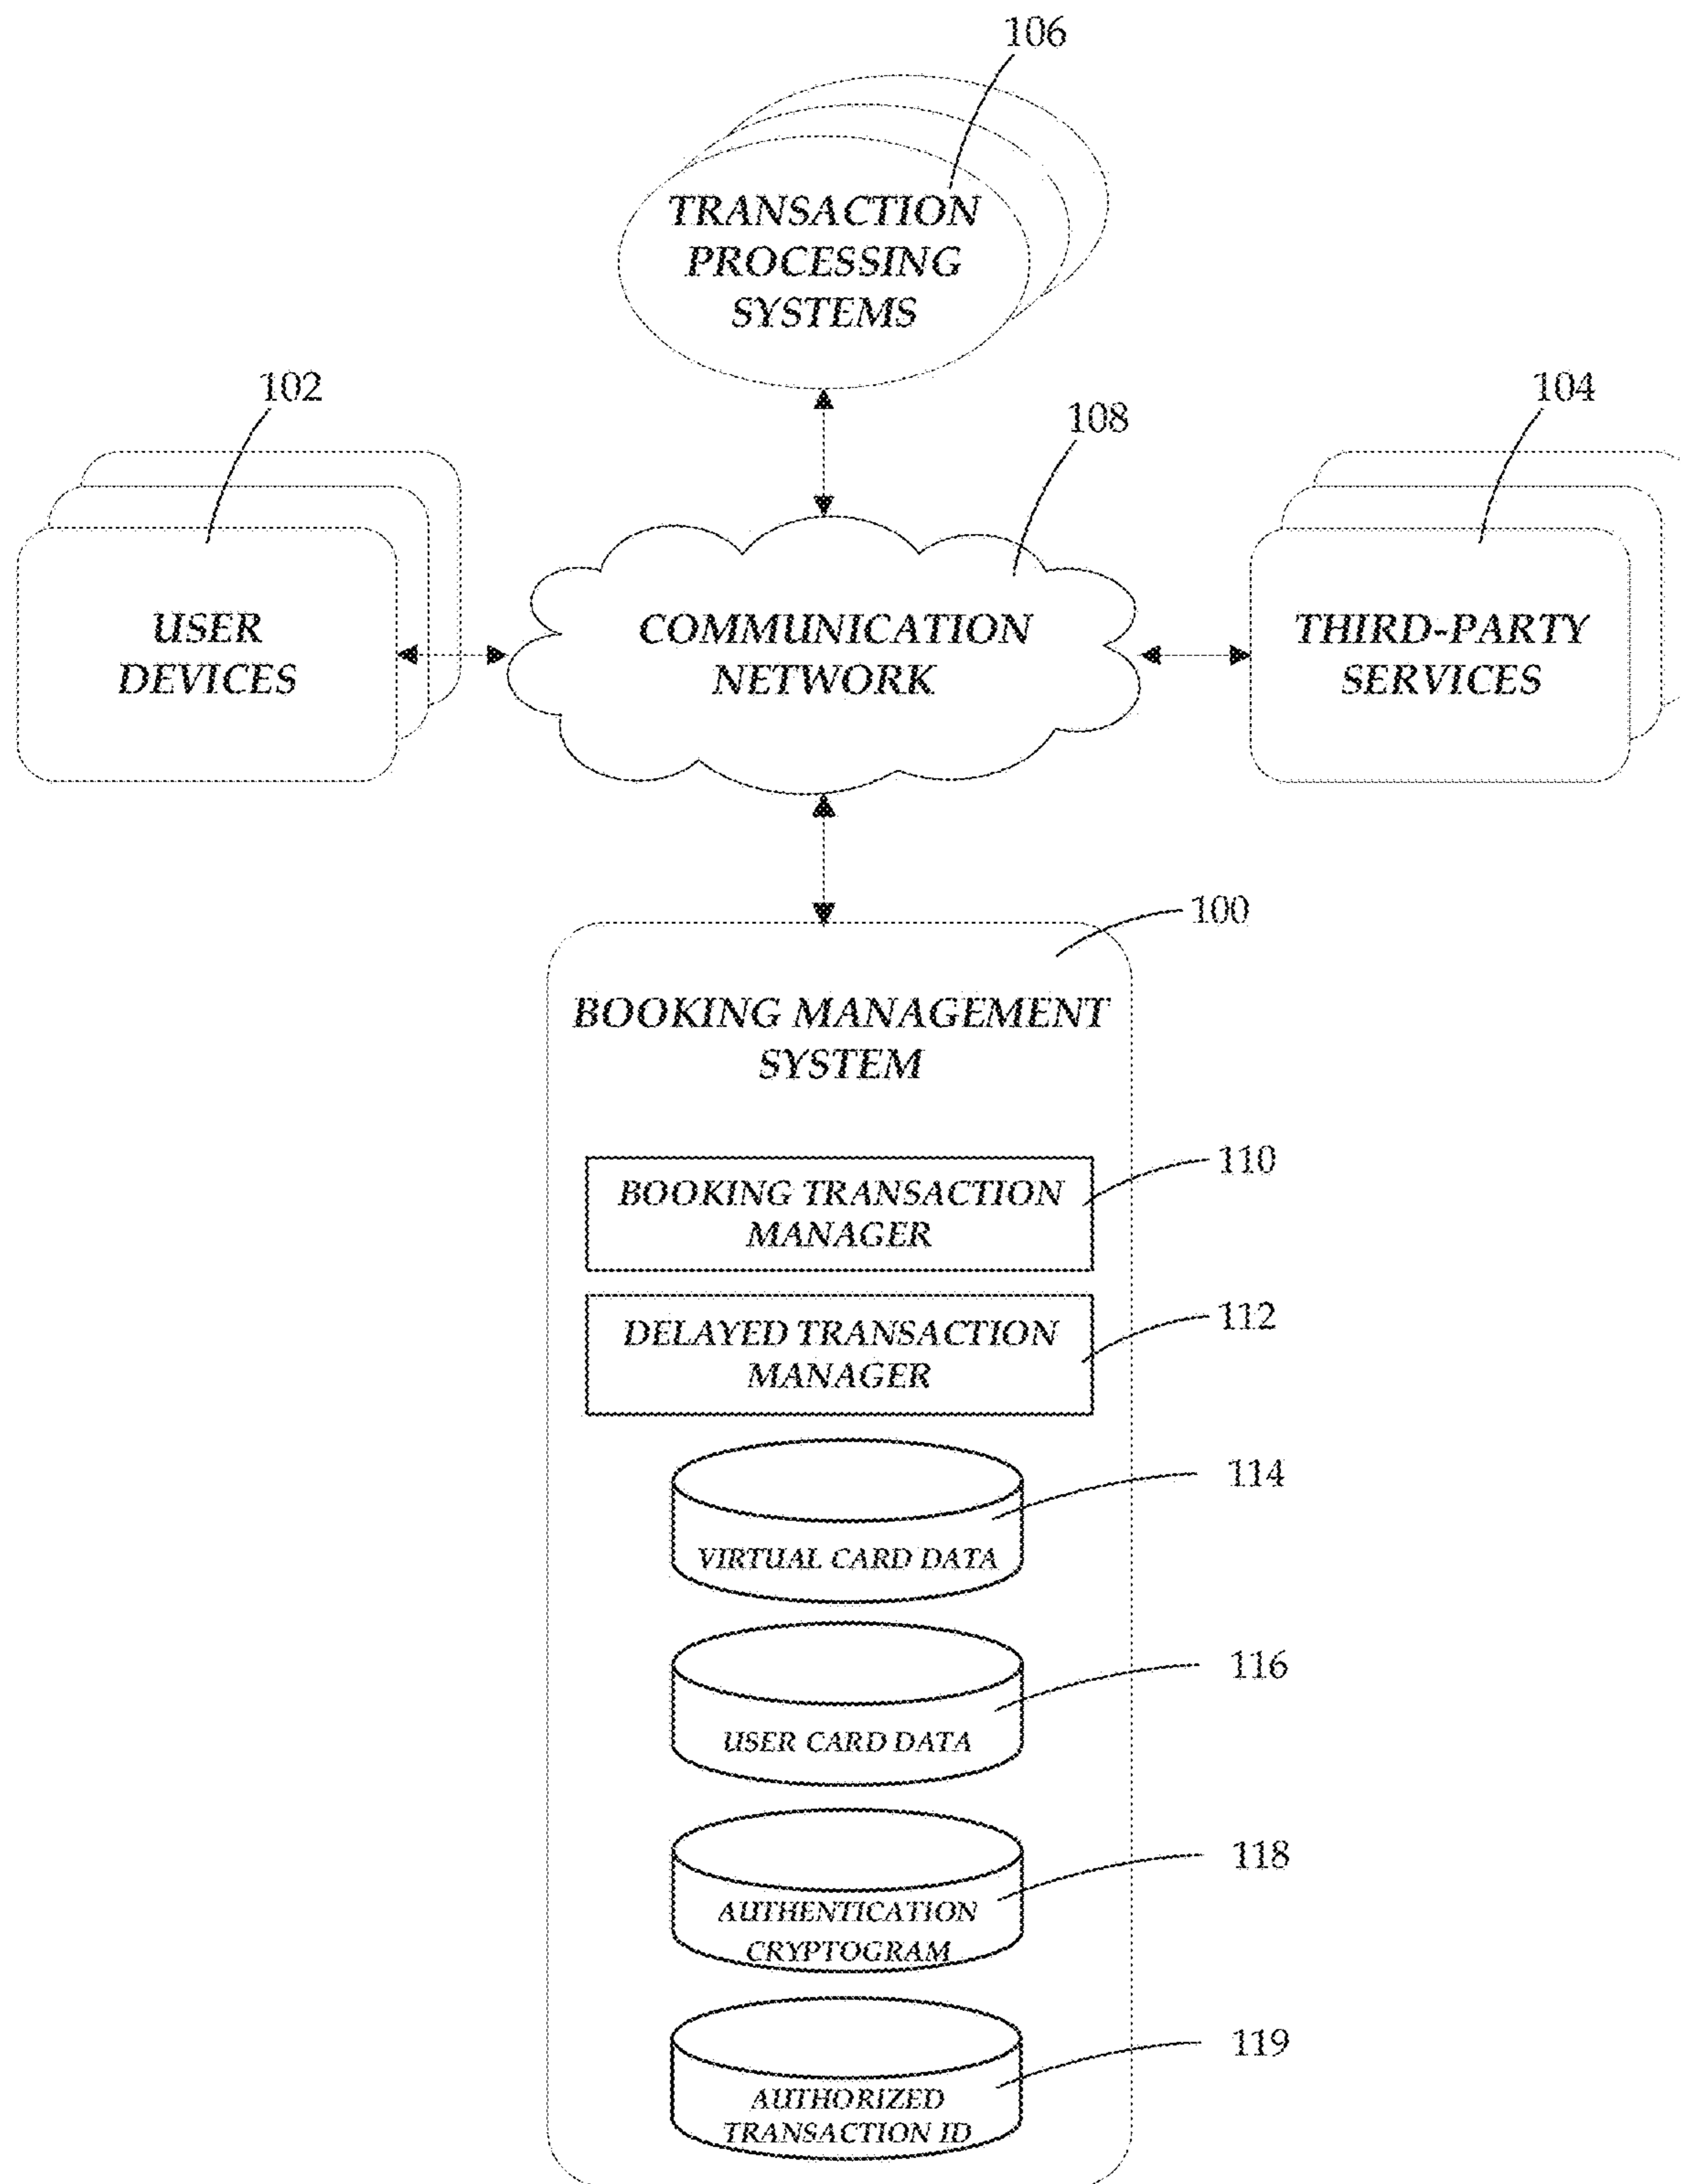 106
TRANSACTION
PROCESSING
SYSTEMS
102
108
104
USER
DEVICES
COMMUNICATION
NETWORK
THIRD-PARTY
SERVICES
100
BOOKING MANAGEMENT
SYSTEM
110
BOOKING TRANSACTION
MANAGER
112
DELAYED TRANSACTION
MANAGER
114
VIRTUAL CARD DATA
116
USER CARD DATA
118
AUTHENTICATION
CRYPTOGRAM
119
AUTHORIZED
TRANSACTION ID